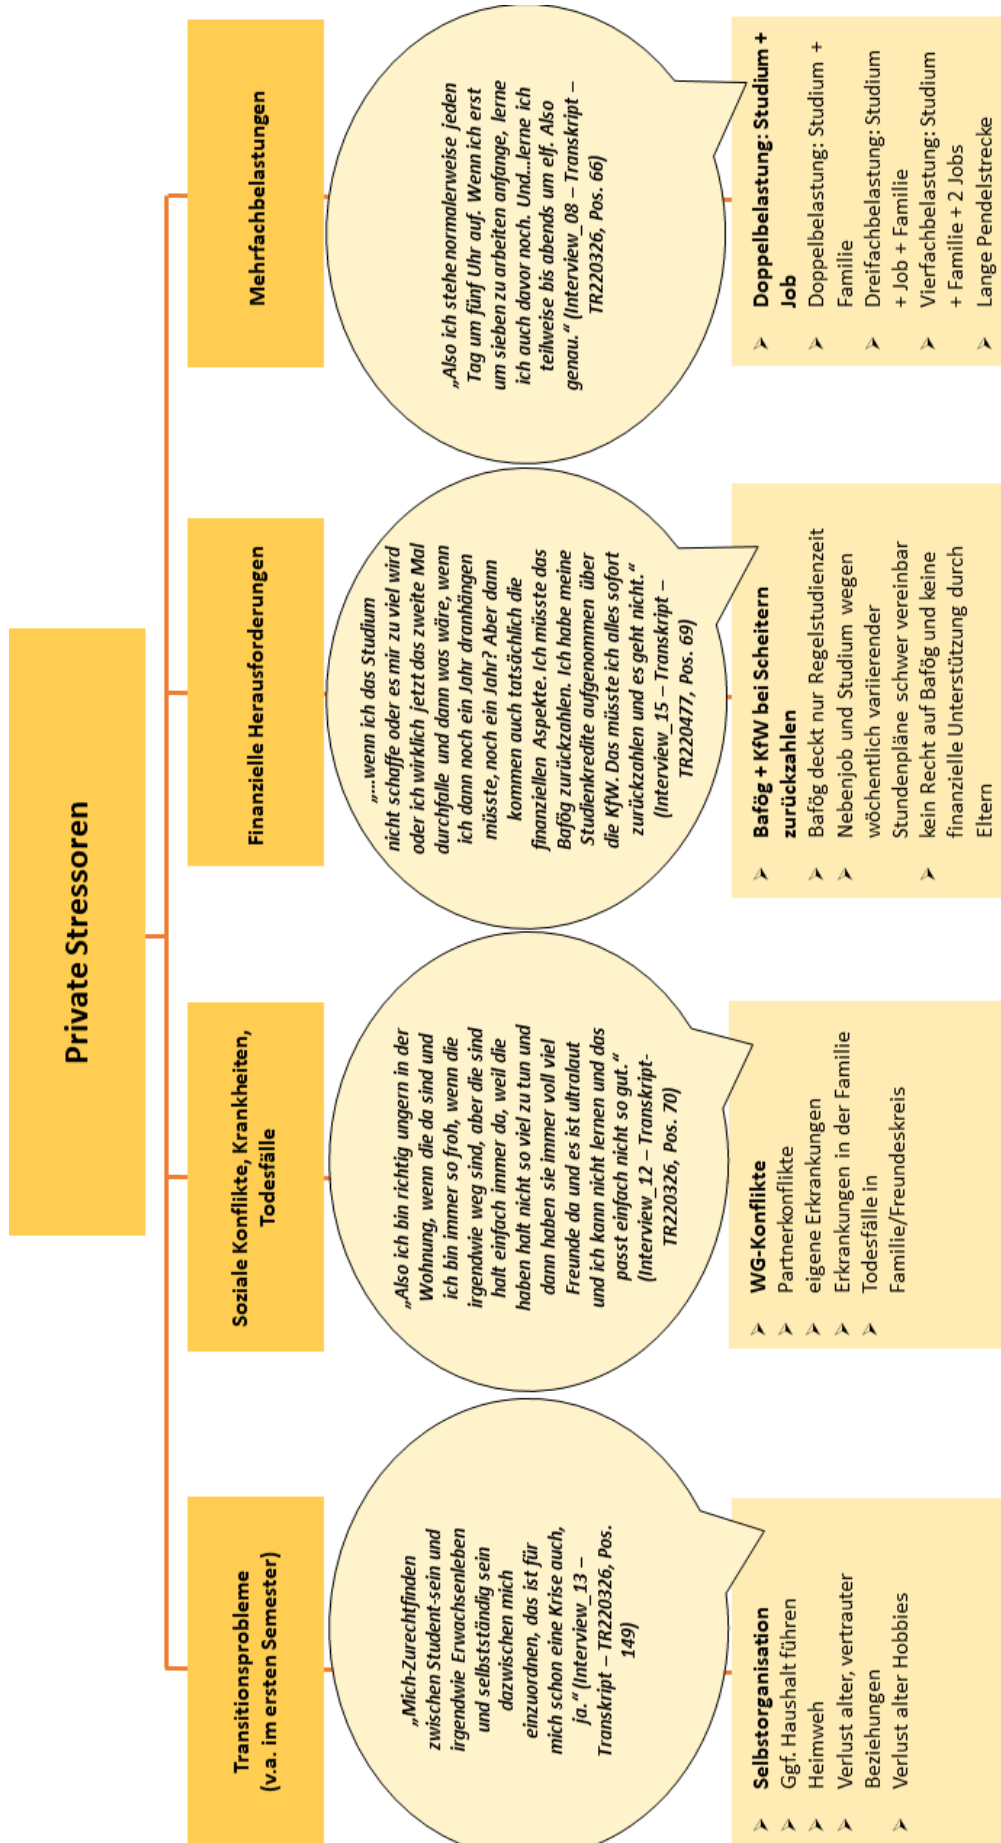 Private Stressoren
Transitionsprobleme
(v.a. im ersten Semester)
„Mich-Zurechtfinden
zwischen Student-sein und
irgendwie Erwachsenleben
und selbstständig sein
dazwischen mich
einzuordnen, das ist für
mich schon eine Krise auch,
ja.“ (Interview_13 –
Transkript – TR220326, Pos.
149)
➢ Selbstorganisation
➢ Ggf. Haushalt führen
➢ Heimweh
➢ Verlust alter, vertrauter
Beziehungen
➢ Verlust alter Hobbies
Soziale Konflikte, Krankheiten,
Todesfälle
„Also ich bin richtig ungern in der
Wohnung, wenn die da sind und
ich bin immer so froh, wenn die
irgendwie weg sind, aber die sind
halt einfach immer da, weil die
haben halt nicht so viel zu tun und
dann haben sie immer voll viel
Freunde da und es ist ultralaut
und ich kann nicht lernen und das
passt einfach nicht so gut.“
(Interview_12 – Transkript-
TR220326, Pos. 70)
➢ WG-Konflikte
➢ Partnerkonflikte
➢ eigene Erkrankungen
➢ Erkrankungen in der Familie
➢ Todesfälle in
Familie/Freundeskreis
Finanzielle Herausforderungen
„...wenn ich das Studium
nicht schaffe oder es mir zu viel wird
oder ich wirklich jetzt das zweite Mal
durchfalle und dann was wäre, wenn
ich dann noch ein Jahr dranhängen
müsste, noch ein Jahr? Aber dann
kommen auch tatsächlich die
finanziellen Aspekte. Ich müsste das
Bafög zurückzahlen. Ich habe meine
Studienkredite aufgenommen über
die KfW. Das müsste ich alles sofort
zurückzahlen und es geht nicht.“
(Interview_15 – Transkript –
TR220477, Pos. 69)
➢ Bafög + KfW bei Scheitern
zurückzahlen
➢ Bafög deckt nur Regelstudienzeit
➢ Nebenjob und Studium wegen
wöchentlich variierender
Stundenpläne schwer vereinbar
➢ kein Recht auf Bafög und keine
finanzielle Unterstützung durch
Eltern
Mehrfachbelastungen
„Also ich stehe normalerweise jeden
Tag um fünf Uhr auf. Wenn ich erst
um sieben zu arbeiten anfange, lerne
ich auch davor noch. Und...lerne ich
teilweise bis abends um elf. Also
genau.“ (Interview_08 – Transkript –
TR220326, Pos. 66)
➢ Doppelbelastung: Studium +
Job
➢ Doppelbelastung: Studium +
Familie
➢ Dreifachbelastung: Studium
+ Job + Familie
➢ Vierfachbelastung: Studium
+ Familie + 2 Jobs
➢ Lange Pendelstrecke